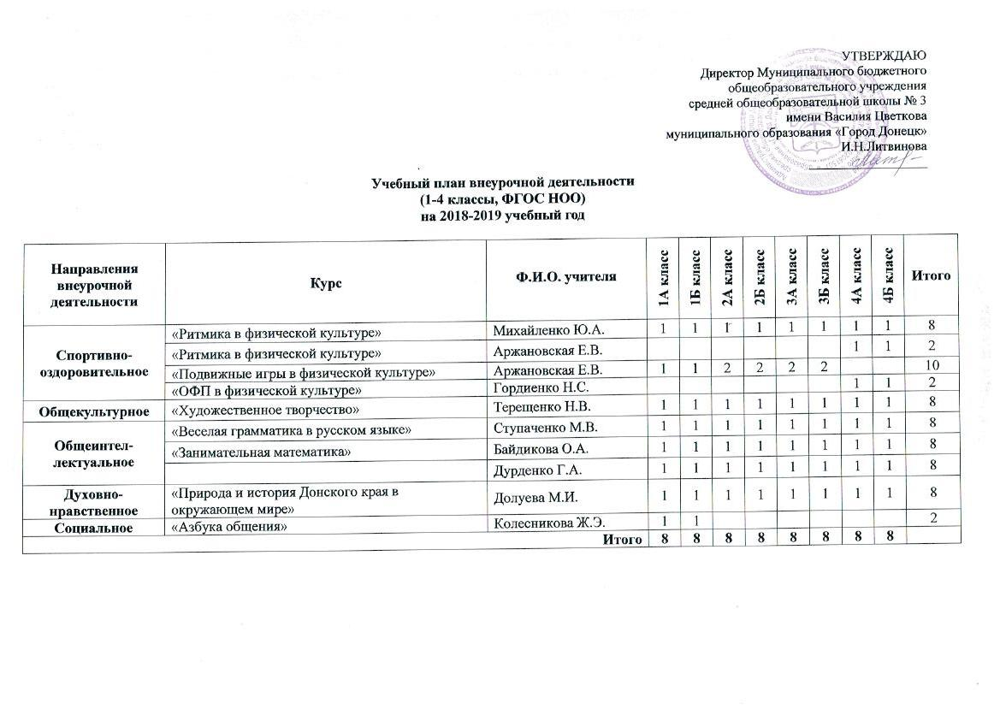 УТВЕРЖДАЮ
Директор Муниципального бюджетного
общеобразовательного учреждения
средней общеобразовательной школы № 3
имени Василия Цветкова
муниципального образования «Город Донецк»
И.Н.Литвинова
Учебный план внеурочной деятельности
(1-4 классы, ФГОС НОО)
на 2018-2019 учебный год
Направления внеурочной деятельности Курс Ф.И.О. учителя 1А класс 1Б класс 2А класс 2Б класс 3А класс 3Б класс 4А класс 4Б класс Итого
Спортивно-оздоровительное «Ритмика в физической культуре» Михайленко Ю.А. 1 1 1 1 1 1 1 1 8
«Ритмика в физической культуре» Аржановская Е.В. 1 1 2
«Подвижные игры в физической культуре» Аржановская Е.В. 1 1 2 2 2 2 10
«ОФП в физической культуре» Гордиенко Н.С. 1 1 2
Общекультурное «Художественное творчество» Терещенко Н.В. 1 1 1 1 1 1 1 1 8
Общеинтел-лектуальное «Веселая грамматика в русском языке» Ступаченко М.В. 1 1 1 1 1 1 1 1 8
«Занимательная математика» Байдикова О.А. 1 1 1 1 1 1 1 1 8
Дурденко Г.А. 1 1 1 1 1 1 1 1 8
Духовно-нравственное «Природа и история Донского края в окружающем мире» Долуева М.И. 1 1 1 1 1 1 1 1 8
Социальное «Азбука общения» Колесникова Ж.Э. 1 1 2
Итого 8 8 8 8 8 8 8 8